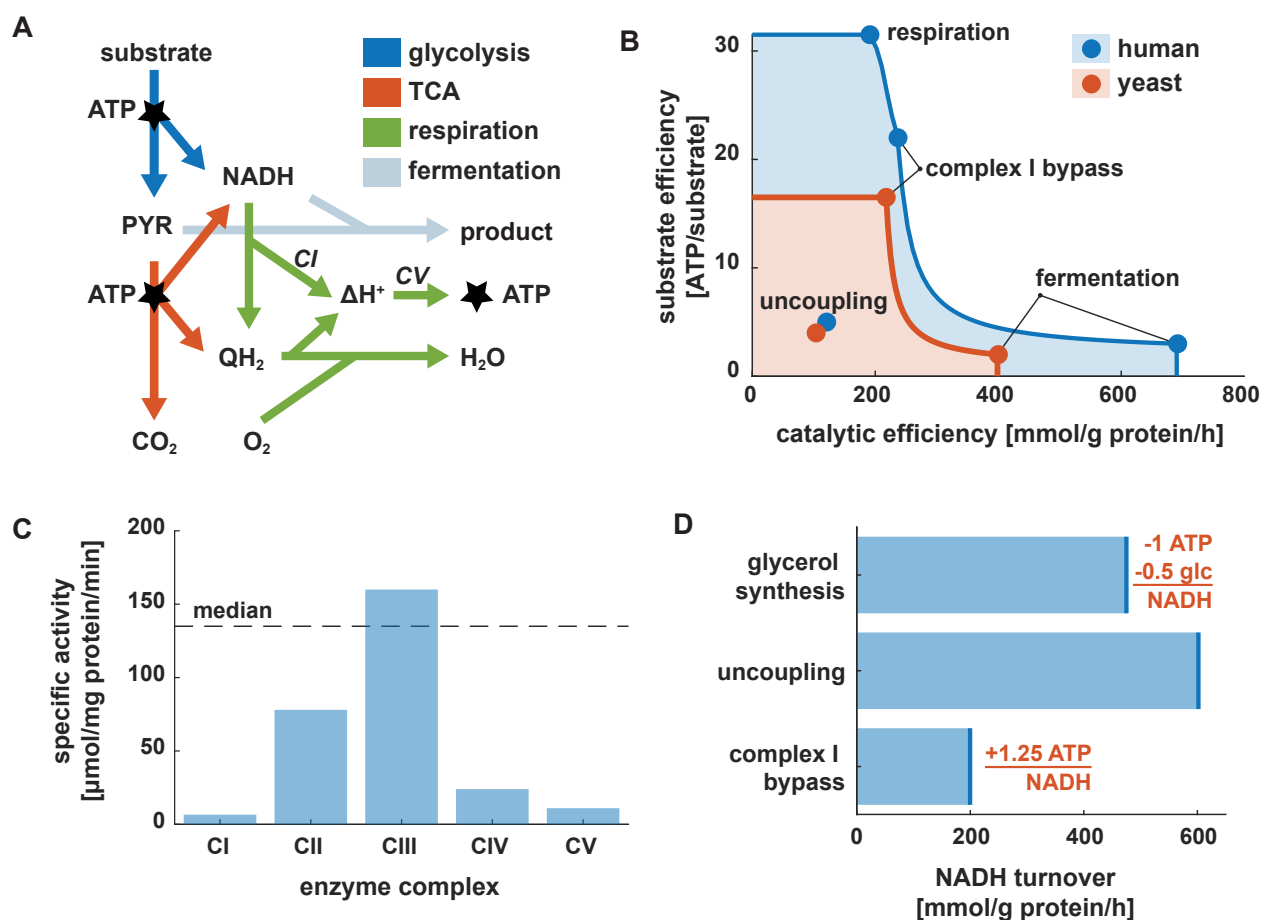 A
substrate
ATP
NADH
PYR
product
CI
CV
ATP
ΔH⁺
ATP
QH₂
H₂O
CO₂
O₂
glycolysis
TCA
respiration
fermentation
B
substrate efficiency
[ATP/substrate]
30
20
10
0
0
200
400
600
800
catalytic efficiency [mmol/g protein/h]
respiration
human
yeast
complex I bypass
fermentation
uncoupling
C
specific activity
[µmol/mg protein/min]
200
150
100
50
0
median
CI
CII
CIII
CIV
CV
enzyme complex
D
glycerol
synthesis
-1 ATP
-0.5 glc
NADH
uncoupling
complex I
bypass
+1.25 ATP
NADH
0
200
400
600
NADH turnover
[mmol/g protein/h]